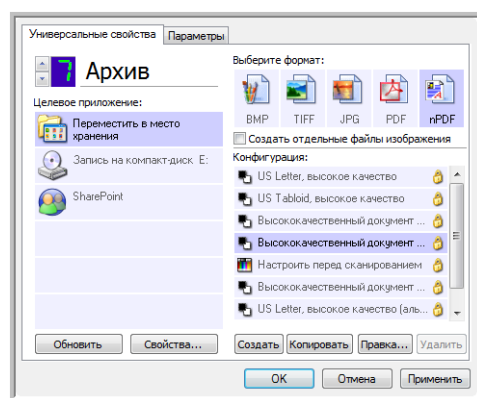 Универсальные свойства Параметры
7 Архив
Целевое приложение:
Переместить в место
хранения
Запись на компакт-диск E:
SharePoint
Обновить Свойства...
Выберите формат:
BMP TIFF JPG PDF nPDF
Создать отдельные файлы изображения
Конфигурация:
US Letter, высокое качество
US Tabloid, высокое качество
Высококачественный документ ...
Высококачественный документ ...
Настроить перед сканированием
Высококачественный документ ...
US Letter, высокое качество (аль...
Создать Копировать Правка... Удалить
OK Отмена Применить